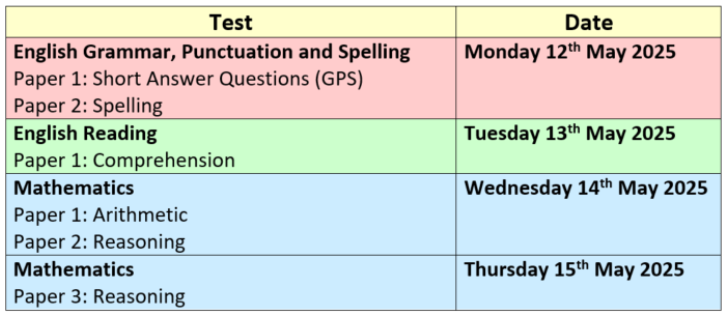 Test Date
English Grammar, Punctuation and Spelling Monday 12th May 2025
Paper 1: Short Answer Questions (GPS)
Paper 2: Spelling
English Reading Tuesday 13th May 2025
Paper 1: Comprehension
Mathematics Wednesday 14th May 2025
Paper 1: Arithmetic
Paper 2: Reasoning
Mathematics Thursday 15th May 2025
Paper 3: Reasoning